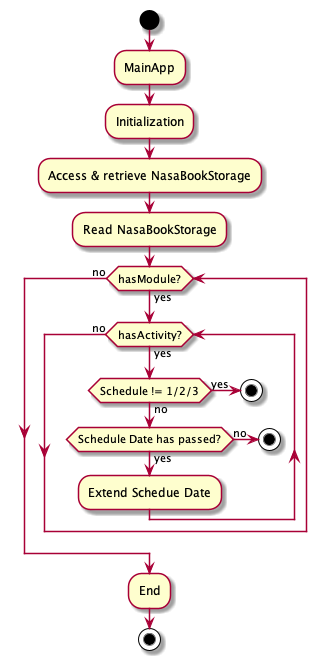 MainApp
Initialization
Access & retrieve NasaBookStorage
Read NasaBookStorage
no
hasModule?
yes
no
hasActivity?
yes
Schedule != 1/2/3
yes
no
Schedule Date has passed?
no
yes
Extend Schedue Date
End